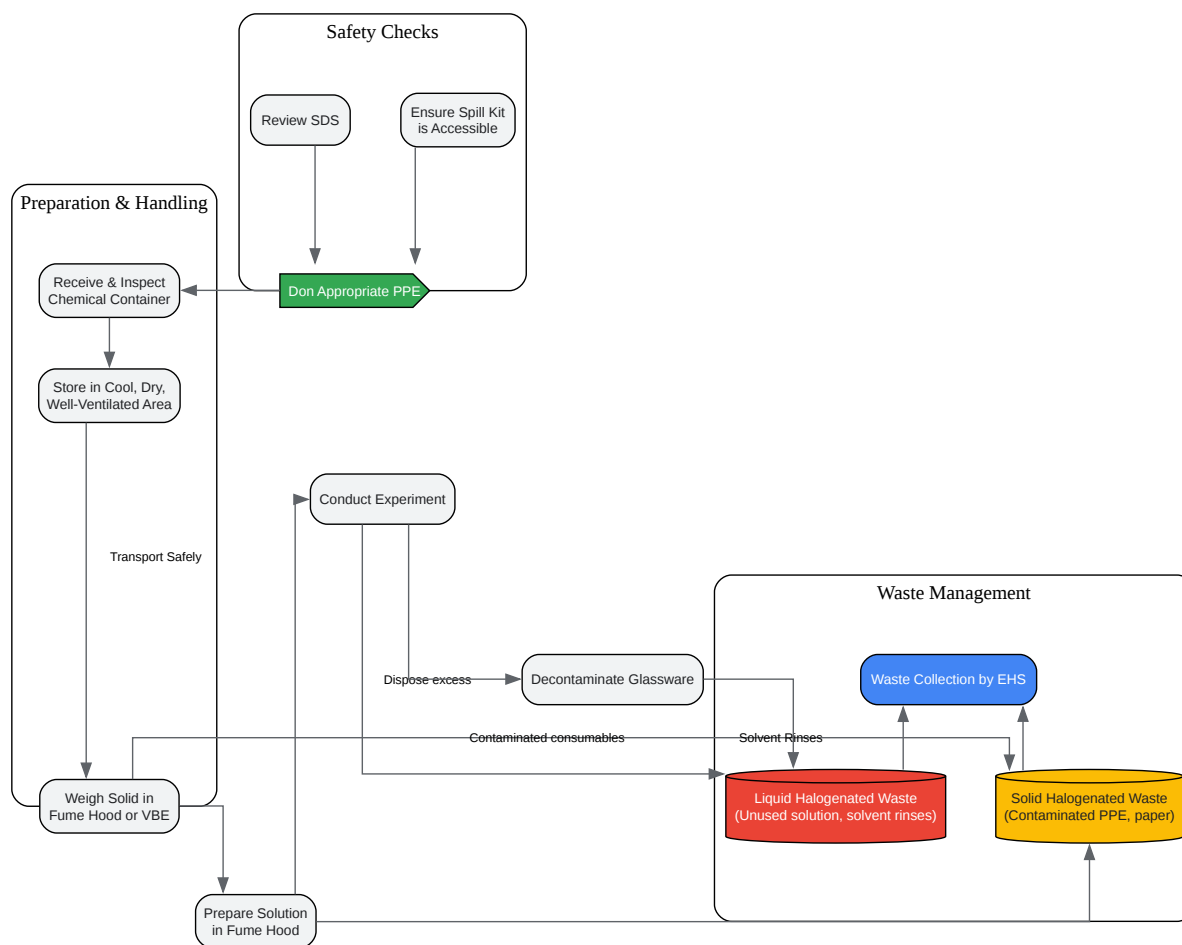 Safety Checks
Review SDS
Ensure Spill Kit
is Accessible
Preparation & Handling
Receive & Inspect
Chemical Container
Don Appropriate PPE
Store in Cool, Dry,
Well-Ventilated Area
Conduct Experiment
Transport Safely
Waste Management
Dispose excess
Decontaminate Glassware
Waste Collection by EHS
Contaminated consumables
Solvent Rinses
Weigh Solid in
Fume Hood or VBE
Liquid Halogenated Waste
(Unused solution, solvent rinses)
Solid Halogenated Waste
(Contaminated PPE, paper)
Prepare Solution
in Fume Hood